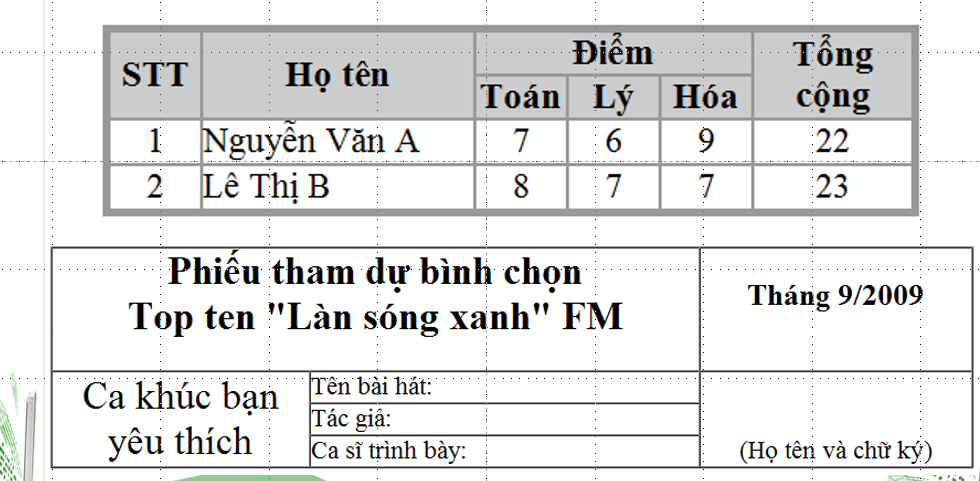 STT Họ tên Điểm Tổng cộng
Toán Lý Hóa
1 Nguyễn Văn A 7 6 9 22
2 Lê Thị B 8 7 7 23
Phiếu tham dự bình chọn
Top ten "Làn sóng xanh" FM
Tháng 9/2009
Ca khúc bạn
yêu thích
Tên bài hát:
Tác giả:
Ca sĩ trình bày:
(Họ tên và chữ ký)